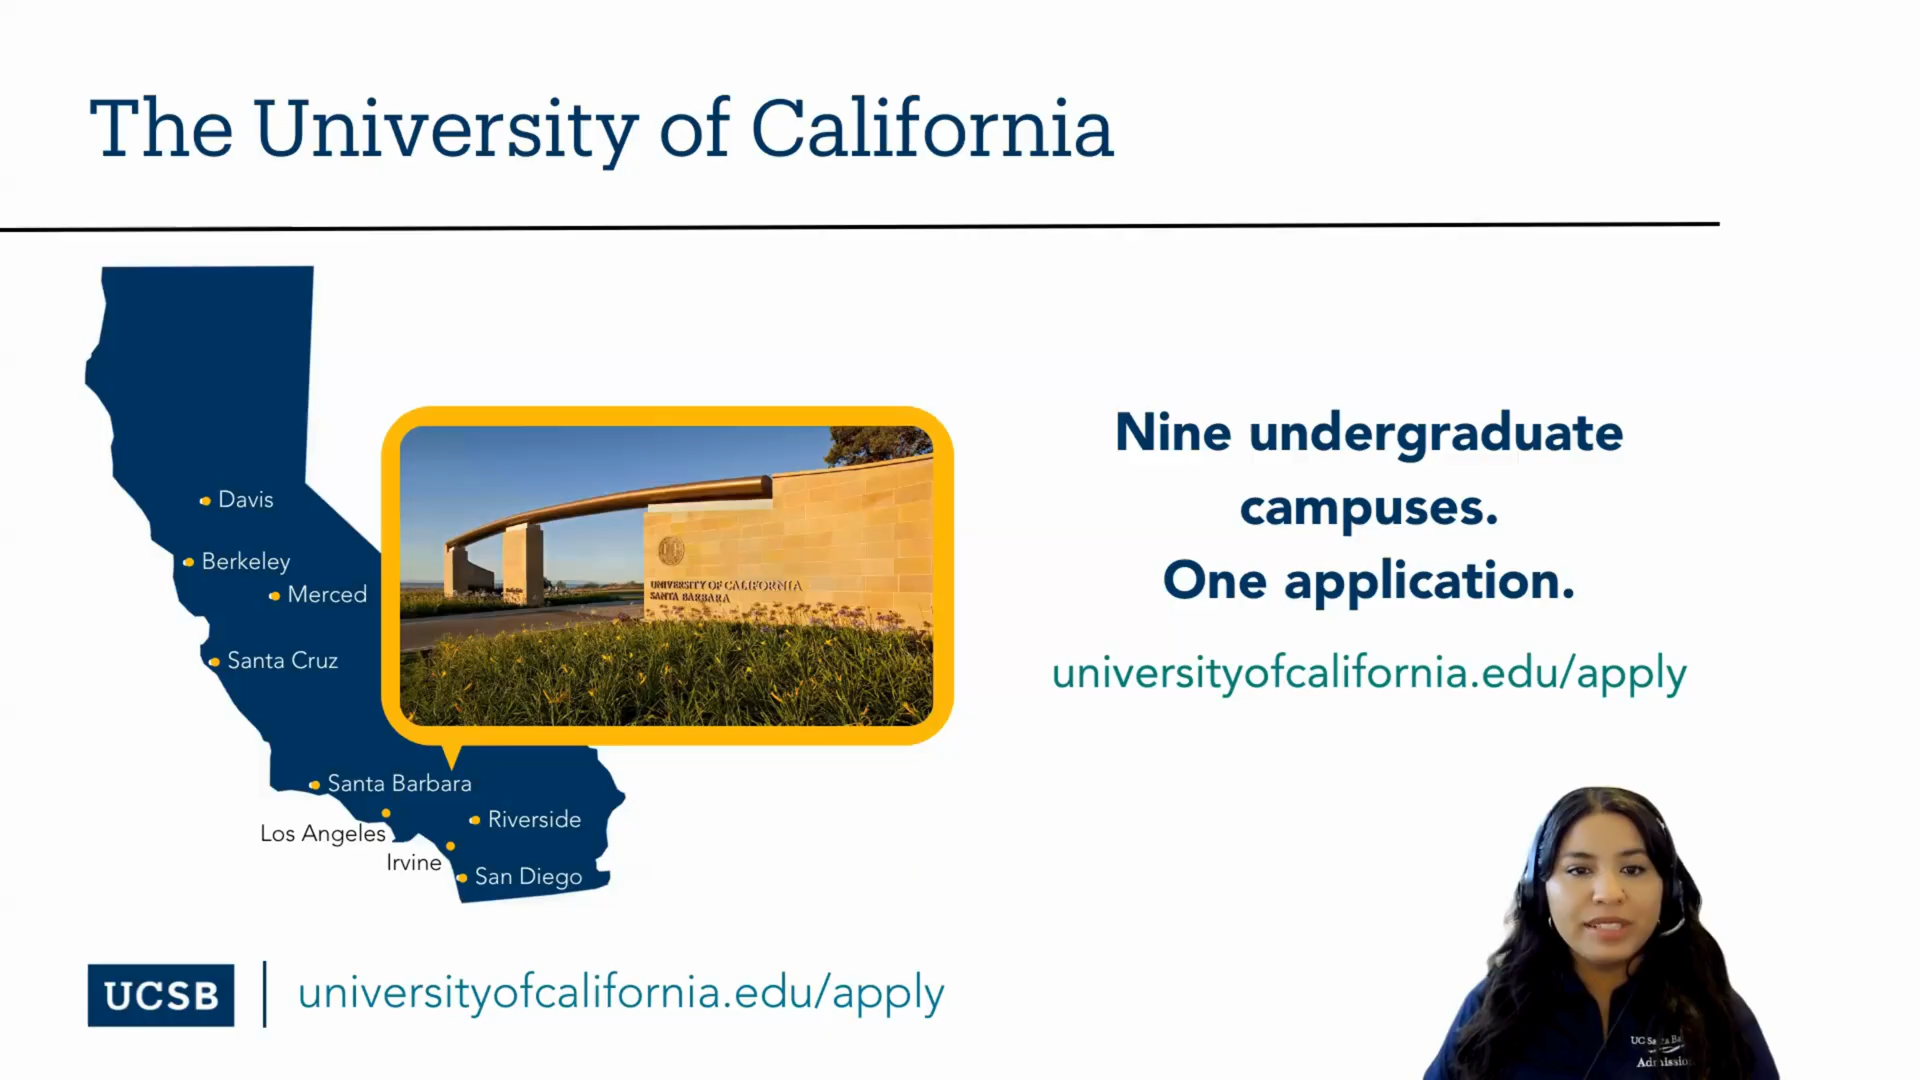 The University of California
Davis
Berkeley
Merced
Santa Cruz
Santa Barbara
Los Angeles
Riverside
Irvine
San Diego
UNIVERSITY OF CALIFORNIA
SANTA BARBARA
Nine undergraduate
campuses.
One application.
universityofcalifornia.edu/apply
UCSB
universityofcalifornia.edu/apply
UC